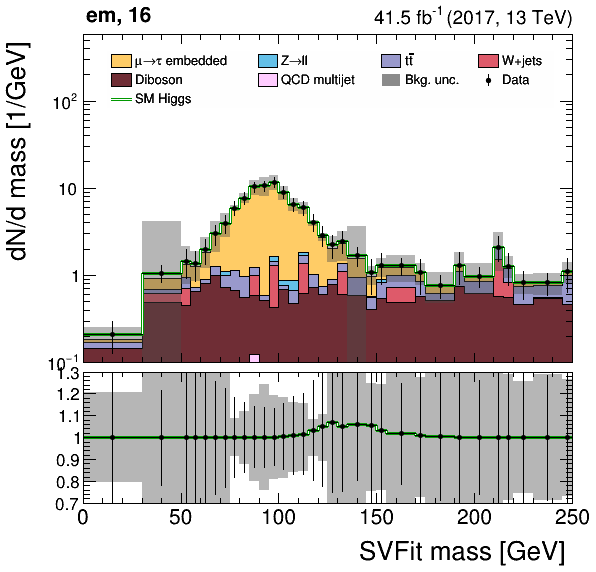 em, 16
41.5 fb⁻¹ (2017, 13 TeV)
μ→τ embedded Z→ll tt̄ W+jets
Diboson QCD multijet Bkg. unc. Data
SM Higgs
dN/d mass [1/GeV]
10²
10
1
10⁻¹
1.3
1.2
1.1
1
0.9
0.8
0.7
0 50 100 150 200 250
SVFit mass [GeV]